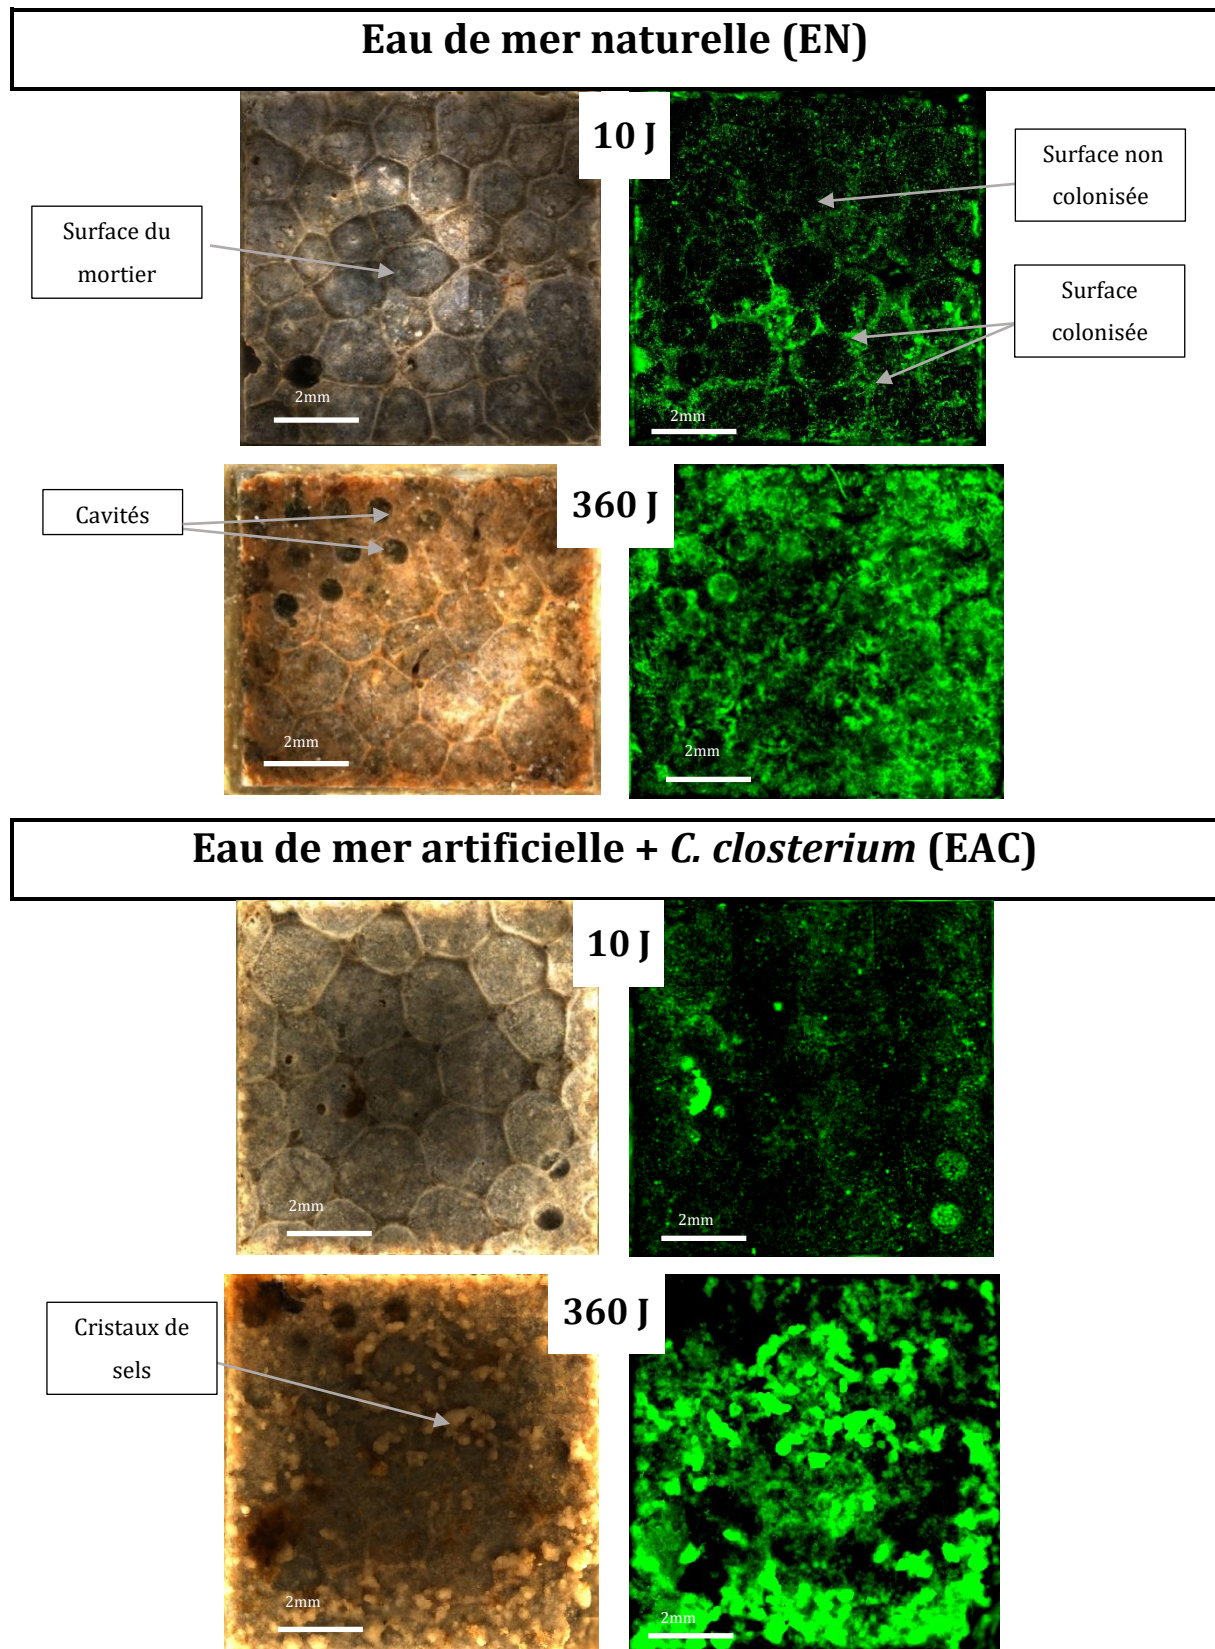 Eau de mer naturelle (EN)
10 J
Surface non
colonisée
Surface du
mortier
Surface
colonisée
2mm
2mm
360 J
Cavités
2mm
2mm
Eau de mer artificielle + C. closterium (EAC)
10 J
2mm
2mm
360 J
Cristaux de
sels
2mm
2mm